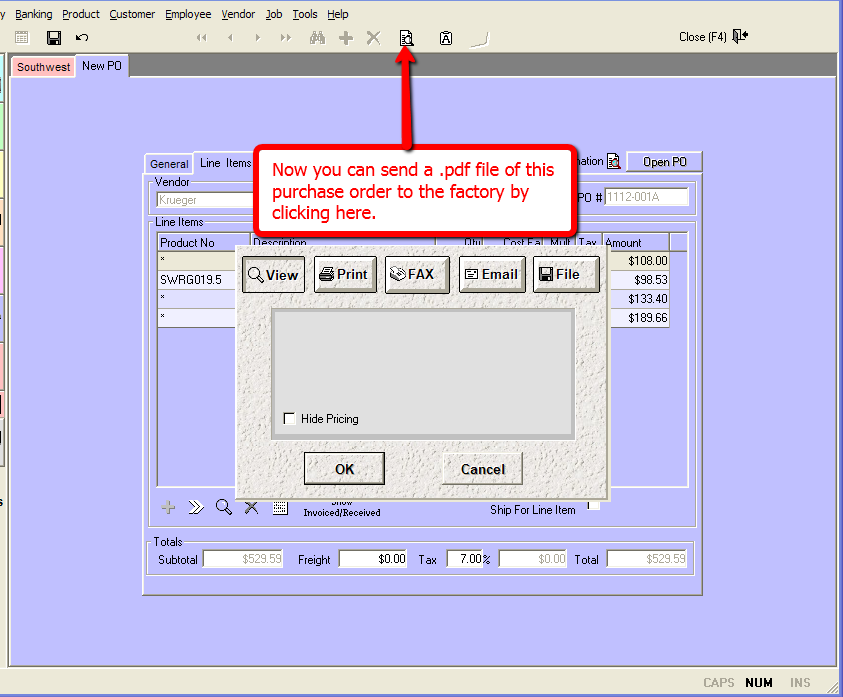 y Banking Product Customer Employee Vendor Job Tools Help
Close (F4)
Southwest New PO
Now you can send a .pdf file of this
purchase order to the factory by
clicking here.
General Line Items Open PO
Vendor
Krueger PO # 1112-001A
Line Items
Product No Description Qty Cost Ea Mult Tax Amount
* $108.00
SWRG019.5 $98.53
* $133.40
* $189.66
View Print FAX Email File
Hide Pricing
OK Cancel
Show
Invoiced/Received
Ship For Line Item
Totals
Subtotal $529.59 Freight $0.00 Tax 7.00% $0.00 Total $529.59
CAPS NUM INS